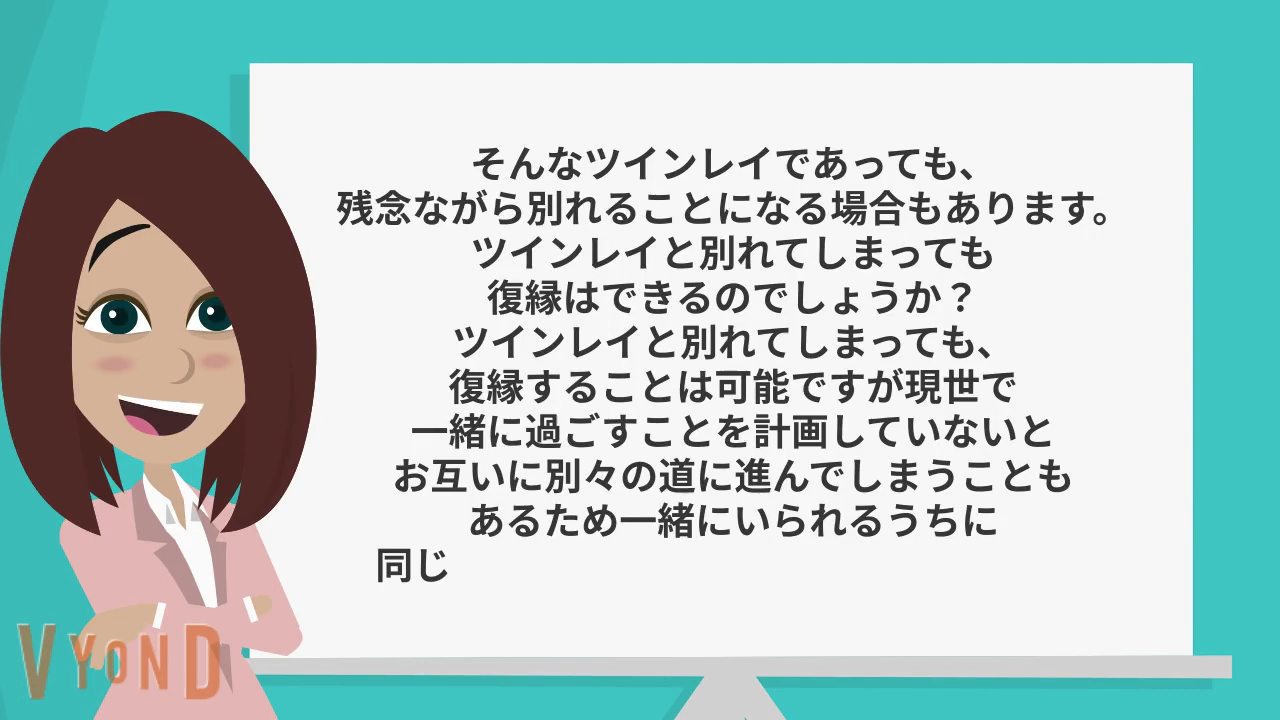 そんなツインレイであっても、
残念ながら別れることになる場合もあります。
ツインレイと別れてしまっても
復縁はできるのでしょうか？
ツインレイと別れてしまっても、
復縁することは可能ですが現世で
一緒に過ごすことを計画していないと
お互いに別々の道に進んでしまうことも
あるため一緒にいられるうちに
同じ
VYOND